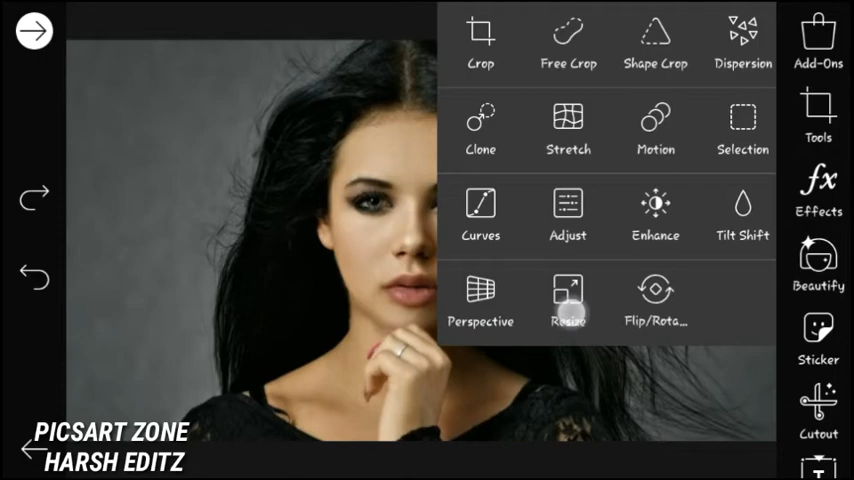 Crop
Free Crop
Shape Crop
Dispersion
Clone
Stretch
Motion
Selection
Curves
Adjust
Enhance
Tilt Shift
Perspective
Resize
Flip/Rota...
Add-Ons
Tools
fx
Effects
Beautify
Sticker
Cutout
T
PICSART ZONE
HARSH EDITZ